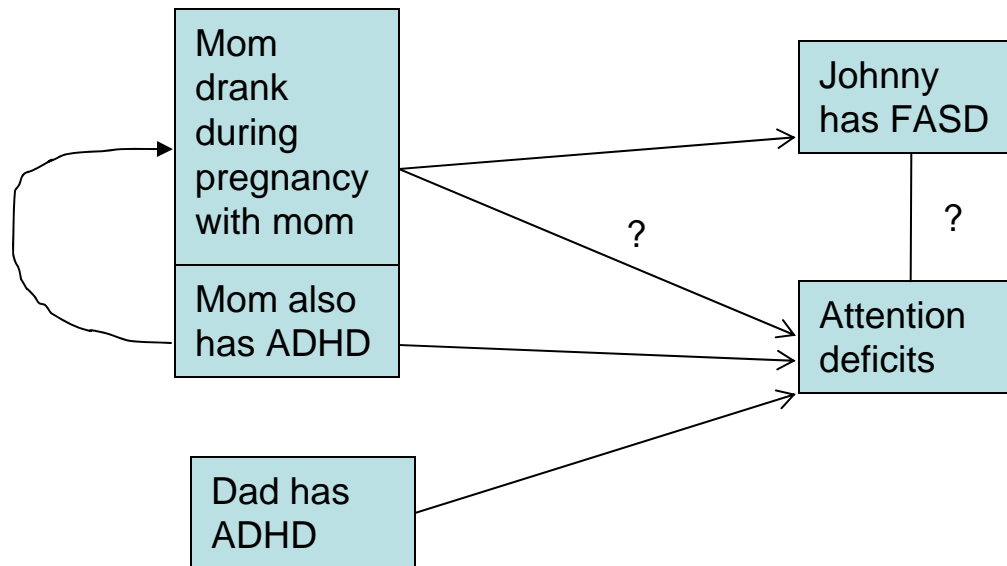 Mom
drank
during
pregnancy
with mom
Mom also
has ADHD
Dad has
ADHD
?
Johnny
has FASD
?
Attention
deficits